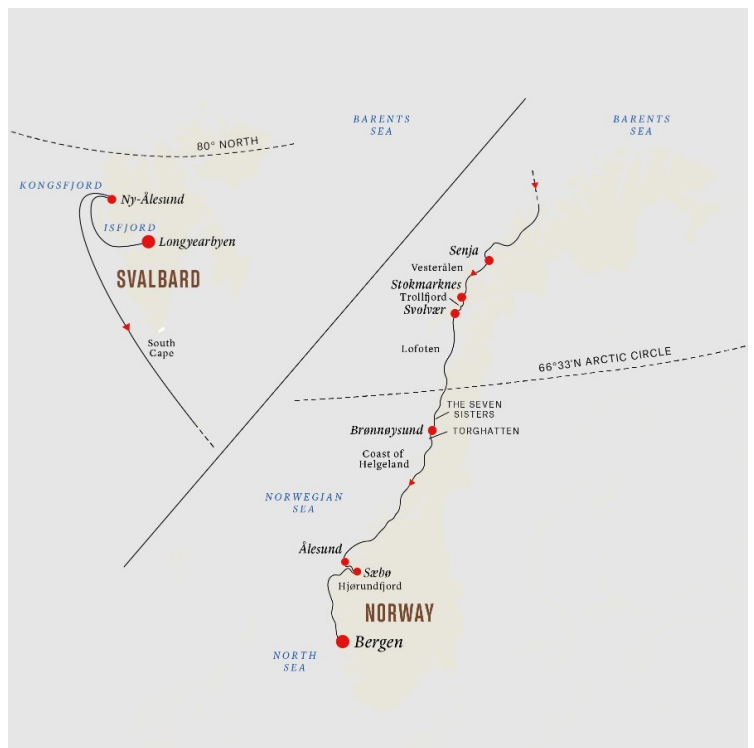 BARENTS
SEA
BARENTS
SEA
80° NORTH
KONGSFJORD
Ny-Ålesund
ISFJORD
Longyearbyen
SVALBARD
South
Cape
Senja
Vesterålen
Stokmarknes
Trollfjord
Svolvær
Lofoten
66°33'N ARCTIC CIRCLE
THE SEVEN
SISTERS
Brønnøysund
TORGHATTEN
Coast of
Helgeland
NORWEGIAN
SEA
Ålesund
Sæbø
Hjørundfjord
NORWAY
Bergen
NORTH
SEA